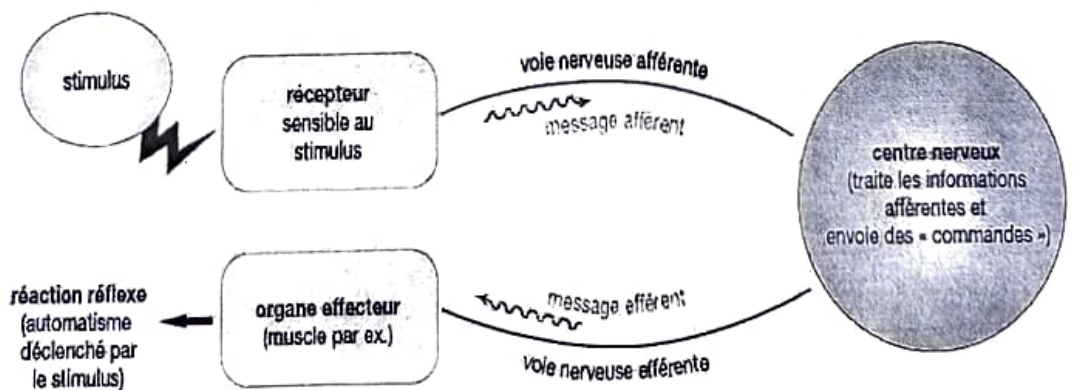 stimulus
récepteur
sensible au
stimulus
voie nerveuse afférente
message afférent
centre nerveux
(traite les informations
afférentes et
envoie des « commandes »)
réaction réflexe
(automatisme
déclenché par
le stimulus)
organe effecteur
(muscle par ex.)
message efférent
voie nerveuse efférente